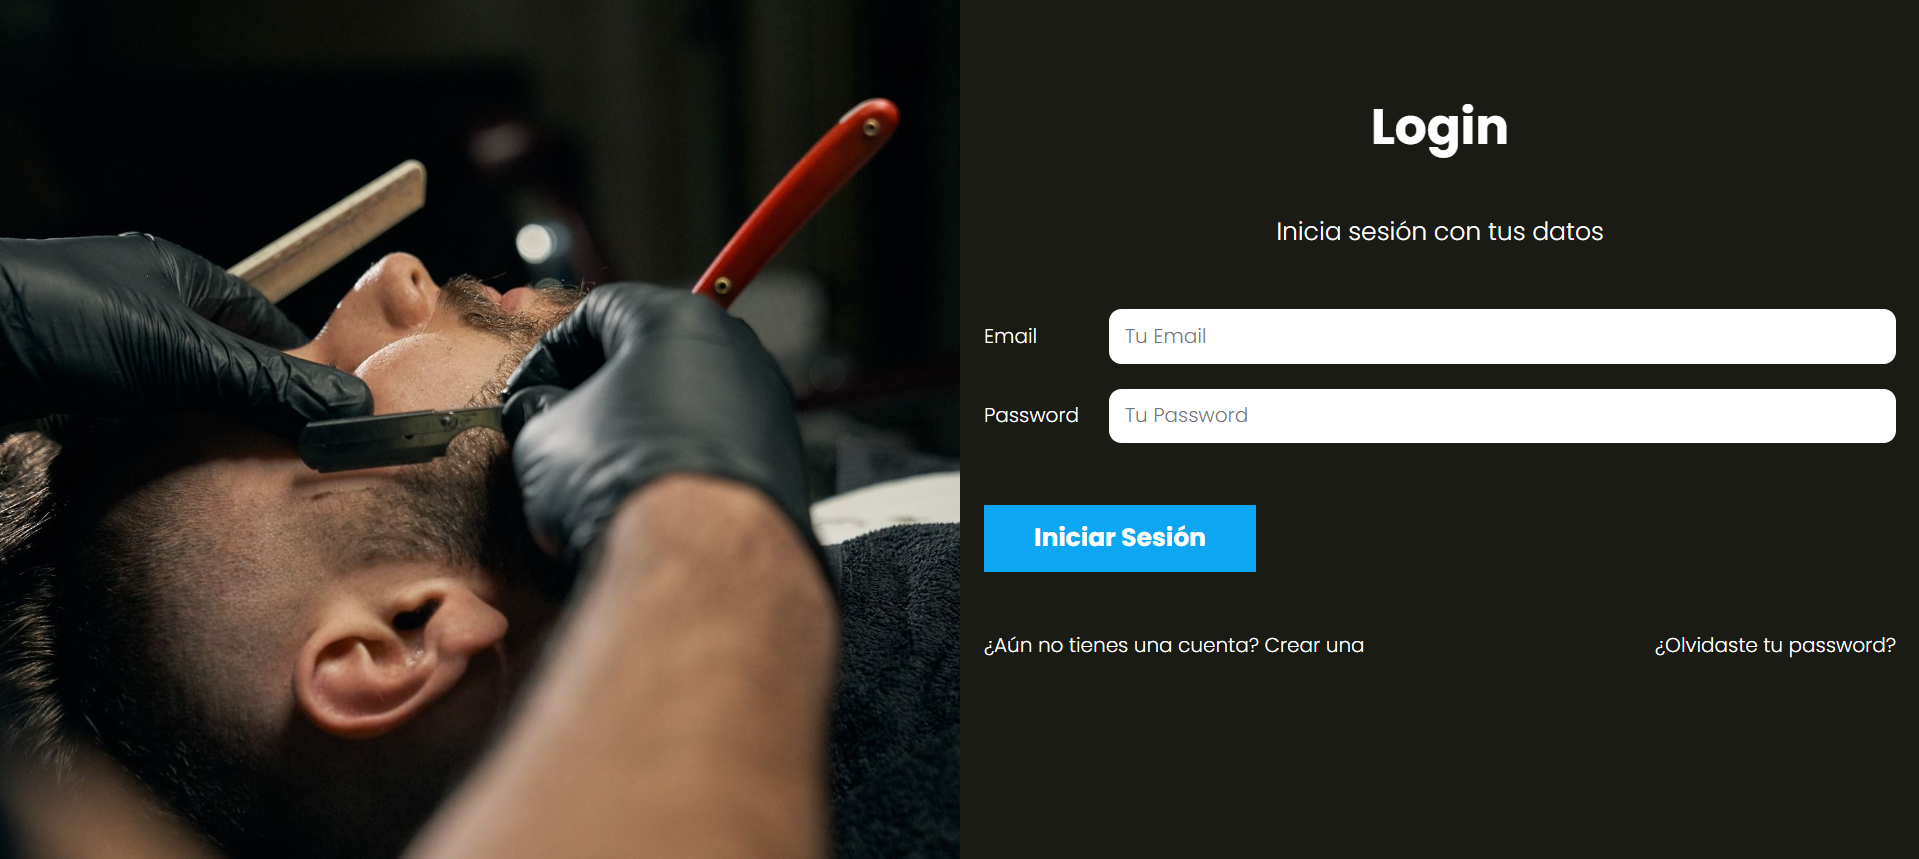 Login
Inicia sesión con tus datos
Email
Tu Email
Password
Tu Password
Iniciar Sesión
¿Aún no tienes una cuenta? Crear una
¿Olvidaste tu password?